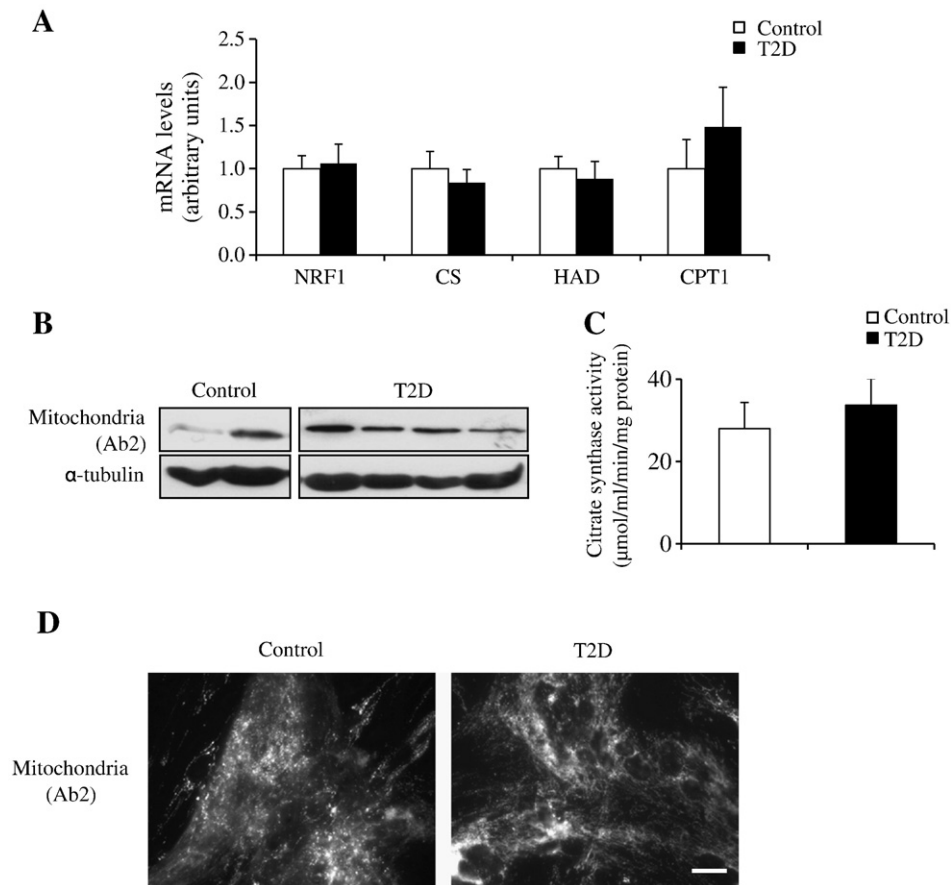 A
Control
T2D
mRNA levels
(arbitrary units)
2.5
2.0
1.5
1.0
0.5
0.0
NRF1 CS HAD CPT1
B
Control T2D
Mitochondria
(Ab2)
α-tubulin
C
Control
T2D
Citrate synthase activity
(μmol/ml/min/mg protein)
40
20
0
D
Control T2D
Mitochondria
(Ab2)